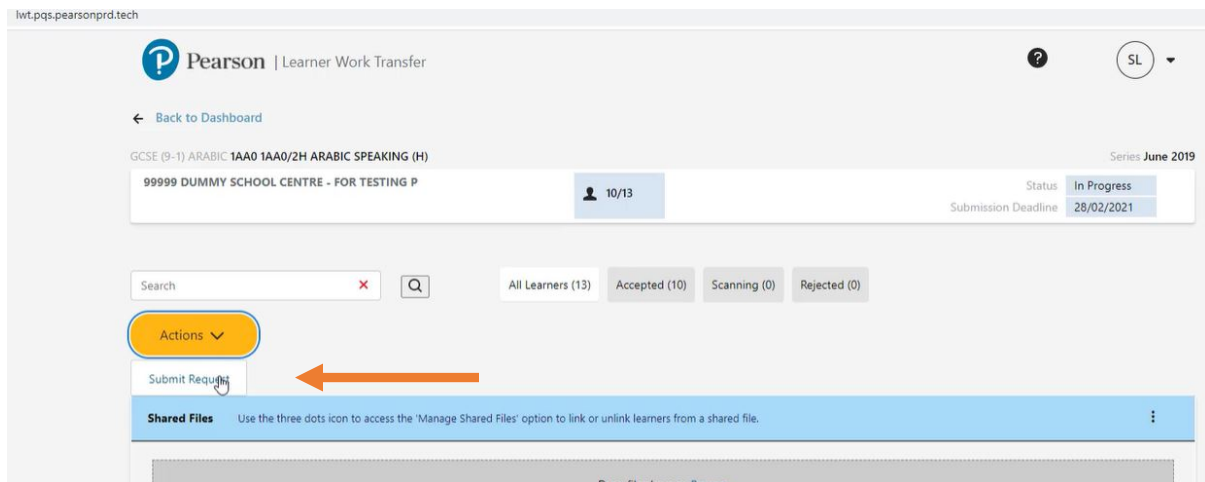 lwt.pqs.pearsonprd.tech
P Pearson | Learner Work Transfer
? SL
← Back to Dashboard
GCSE (9-1) ARABIC 1AA0 1AA0/2H ARABIC SPEAKING (H) Series June 2019
99999 DUMMY SCHOOL CENTRE - FOR TESTING P 10/13 Status In Progress
Submission Deadline 28/02/2021
Search All Learners (13) Accepted (10) Scanning (0) Rejected (0)
Actions
Submit Request
Shared Files Use the three dots icon to access the 'Manage Shared Files' option to link or unlink learners from a shared file.